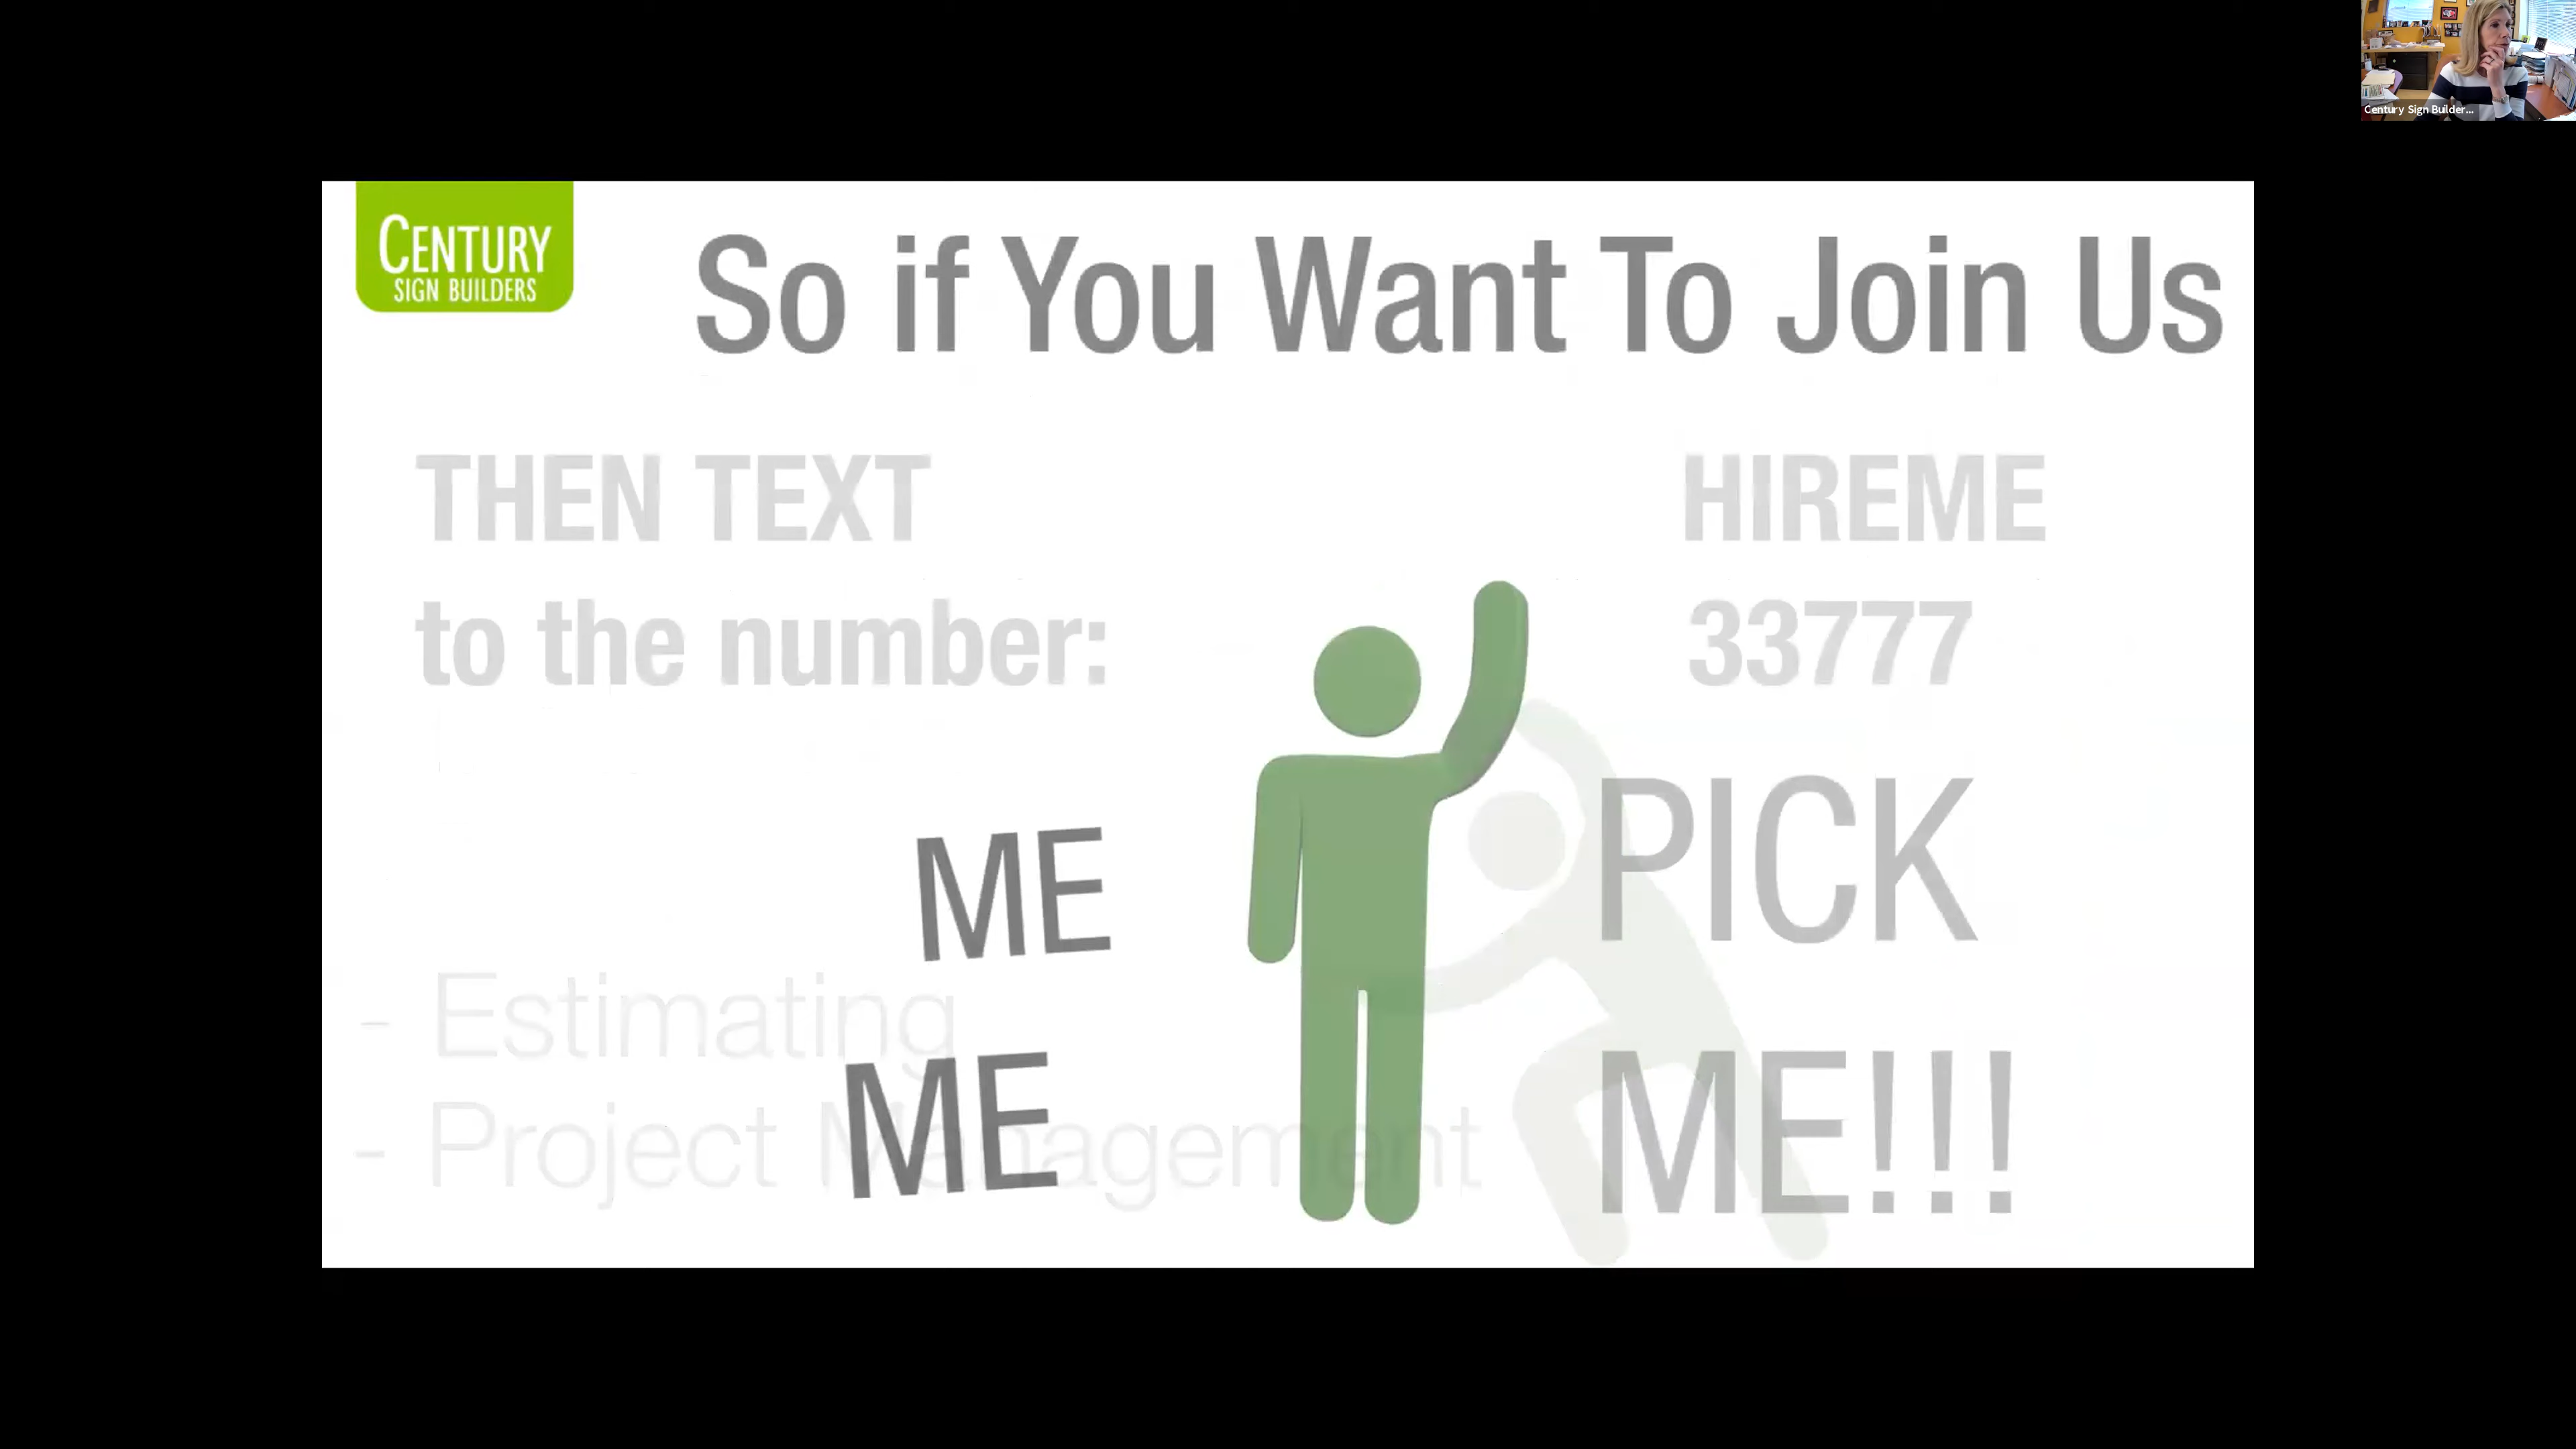 Century Sign Builder...
CENTURY
SIGN BUILDERS
So if You Want To Join Us
THEN TEXT HIREME
to the number: 33777
ME
ME
PICK
ME!!!
- Estimating
- Project Management